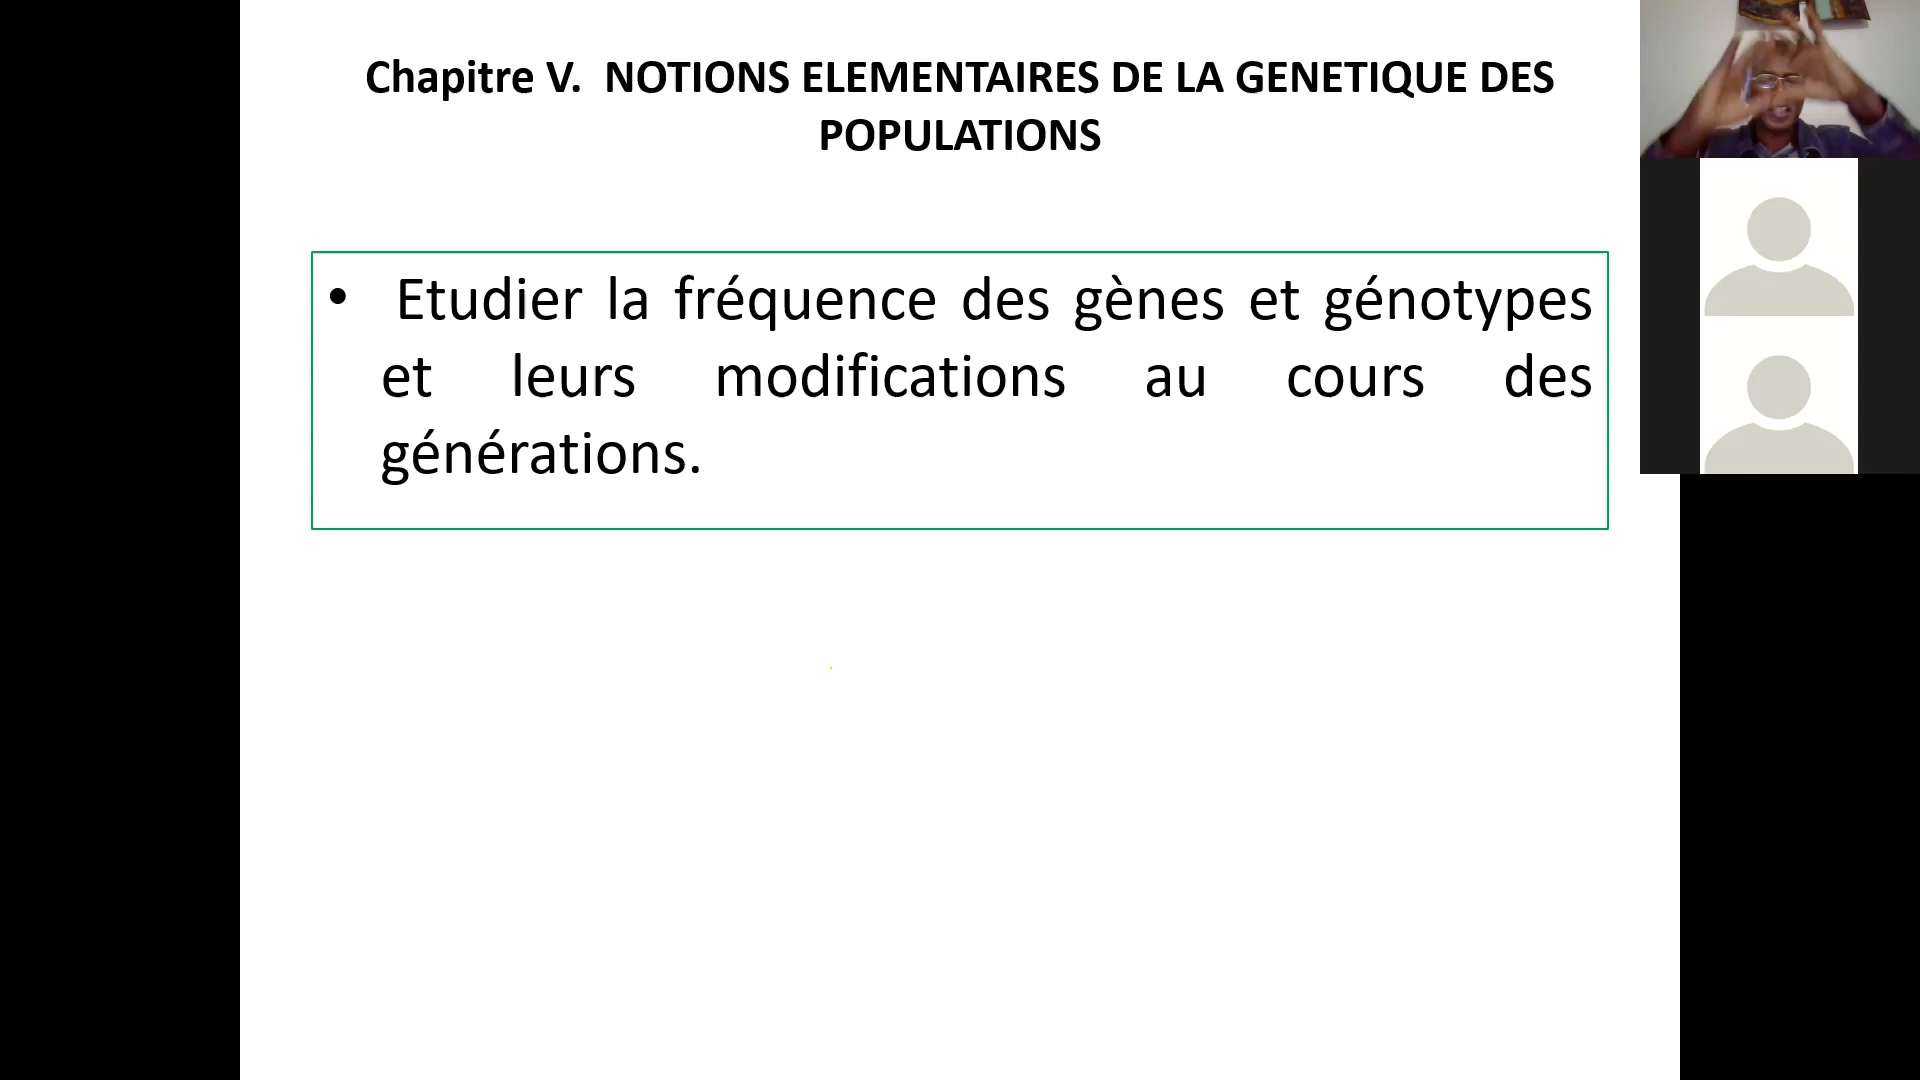 Chapitre V. NOTIONS ELEMENTAIRES DE LA GENETIQUE DES
POPULATIONS
• Etudier la fréquence des gènes et génotypes
et leurs modifications au cours des
générations.